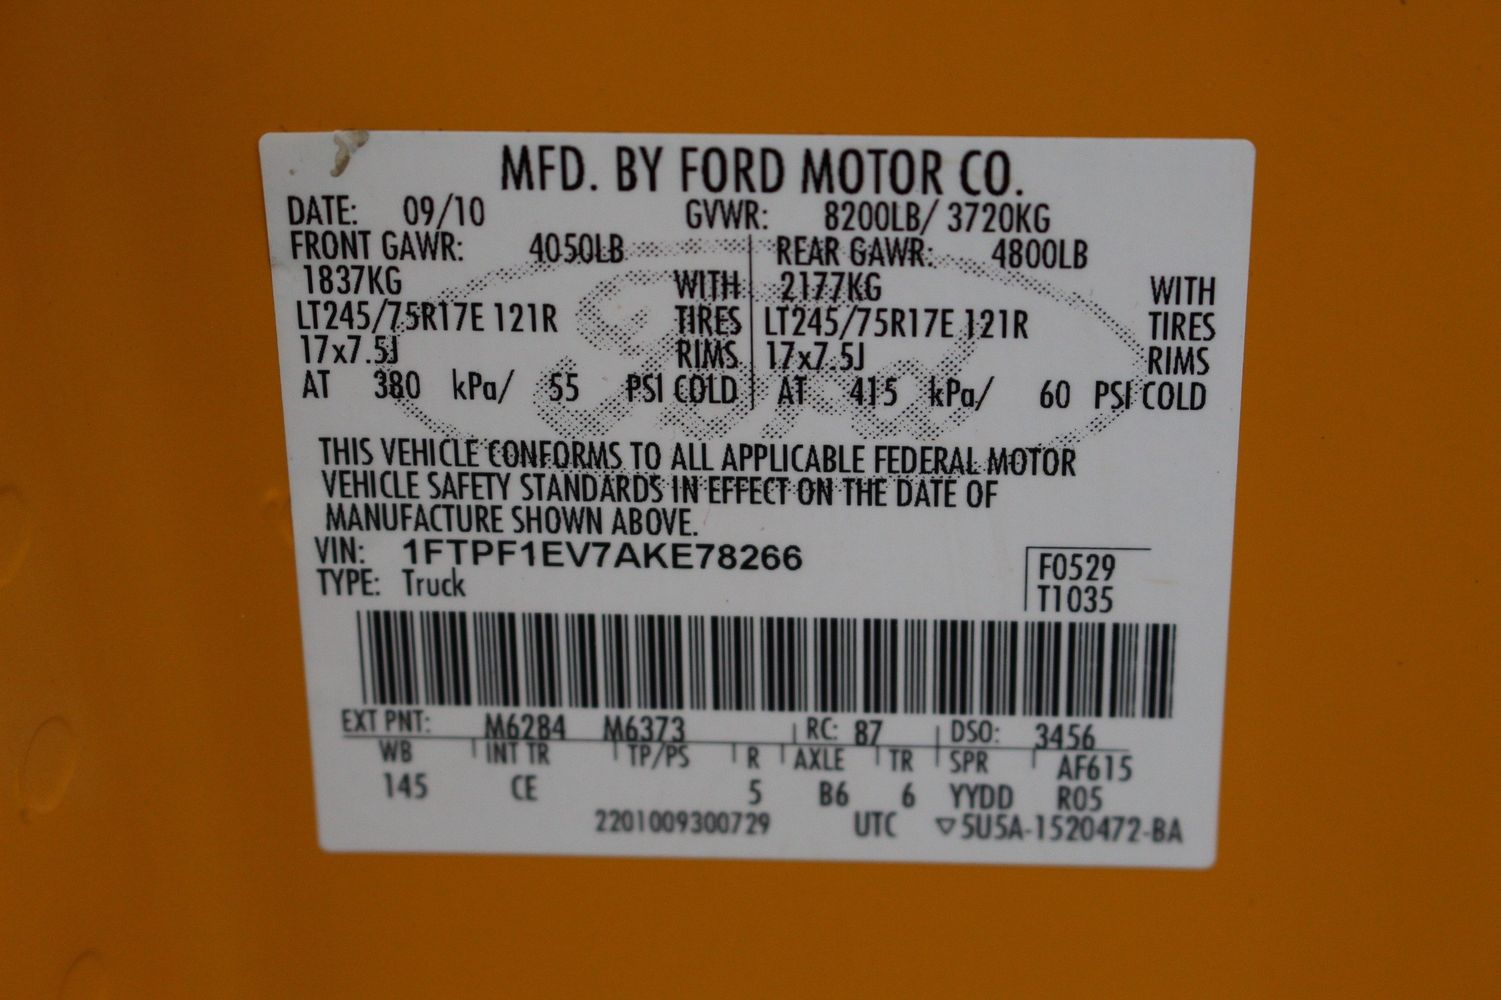 MFD. BY FORD MOTOR CO.
DATE: 09/10 GVWR: 8200LB/ 3720KG
FRONT GAWR: 4050LB REAR GAWR: 4800LB
1837KG WITH 2177KG WITH
LT245/75R17E 121R TIRES LT245/75R17E 121R TIRES
17x7.5J RIMS 17x7.5J RIMS
AT 380 kPa/ 55 PSI COLD AT 415 kPa/ 60 PSI COLD
Ford
THIS VEHICLE CONFORMS TO ALL APPLICABLE FEDERAL MOTOR
VEHICLE SAFETY STANDARDS IN EFFECT ON THE DATE OF
MANUFACTURE SHOWN ABOVE.
VIN: 1FTPF1EV7AKE78266
TYPE: Truck
F0529
T1035
EXT PNT: M6284 M6373 RC: 87 DSO: 3456
WB INT TR TP/PS R AXLE TR SPR AF615
145 CE 5 B6 6 YYDD R05
2201009300729 UTC ▽5U5A-1520472-BA